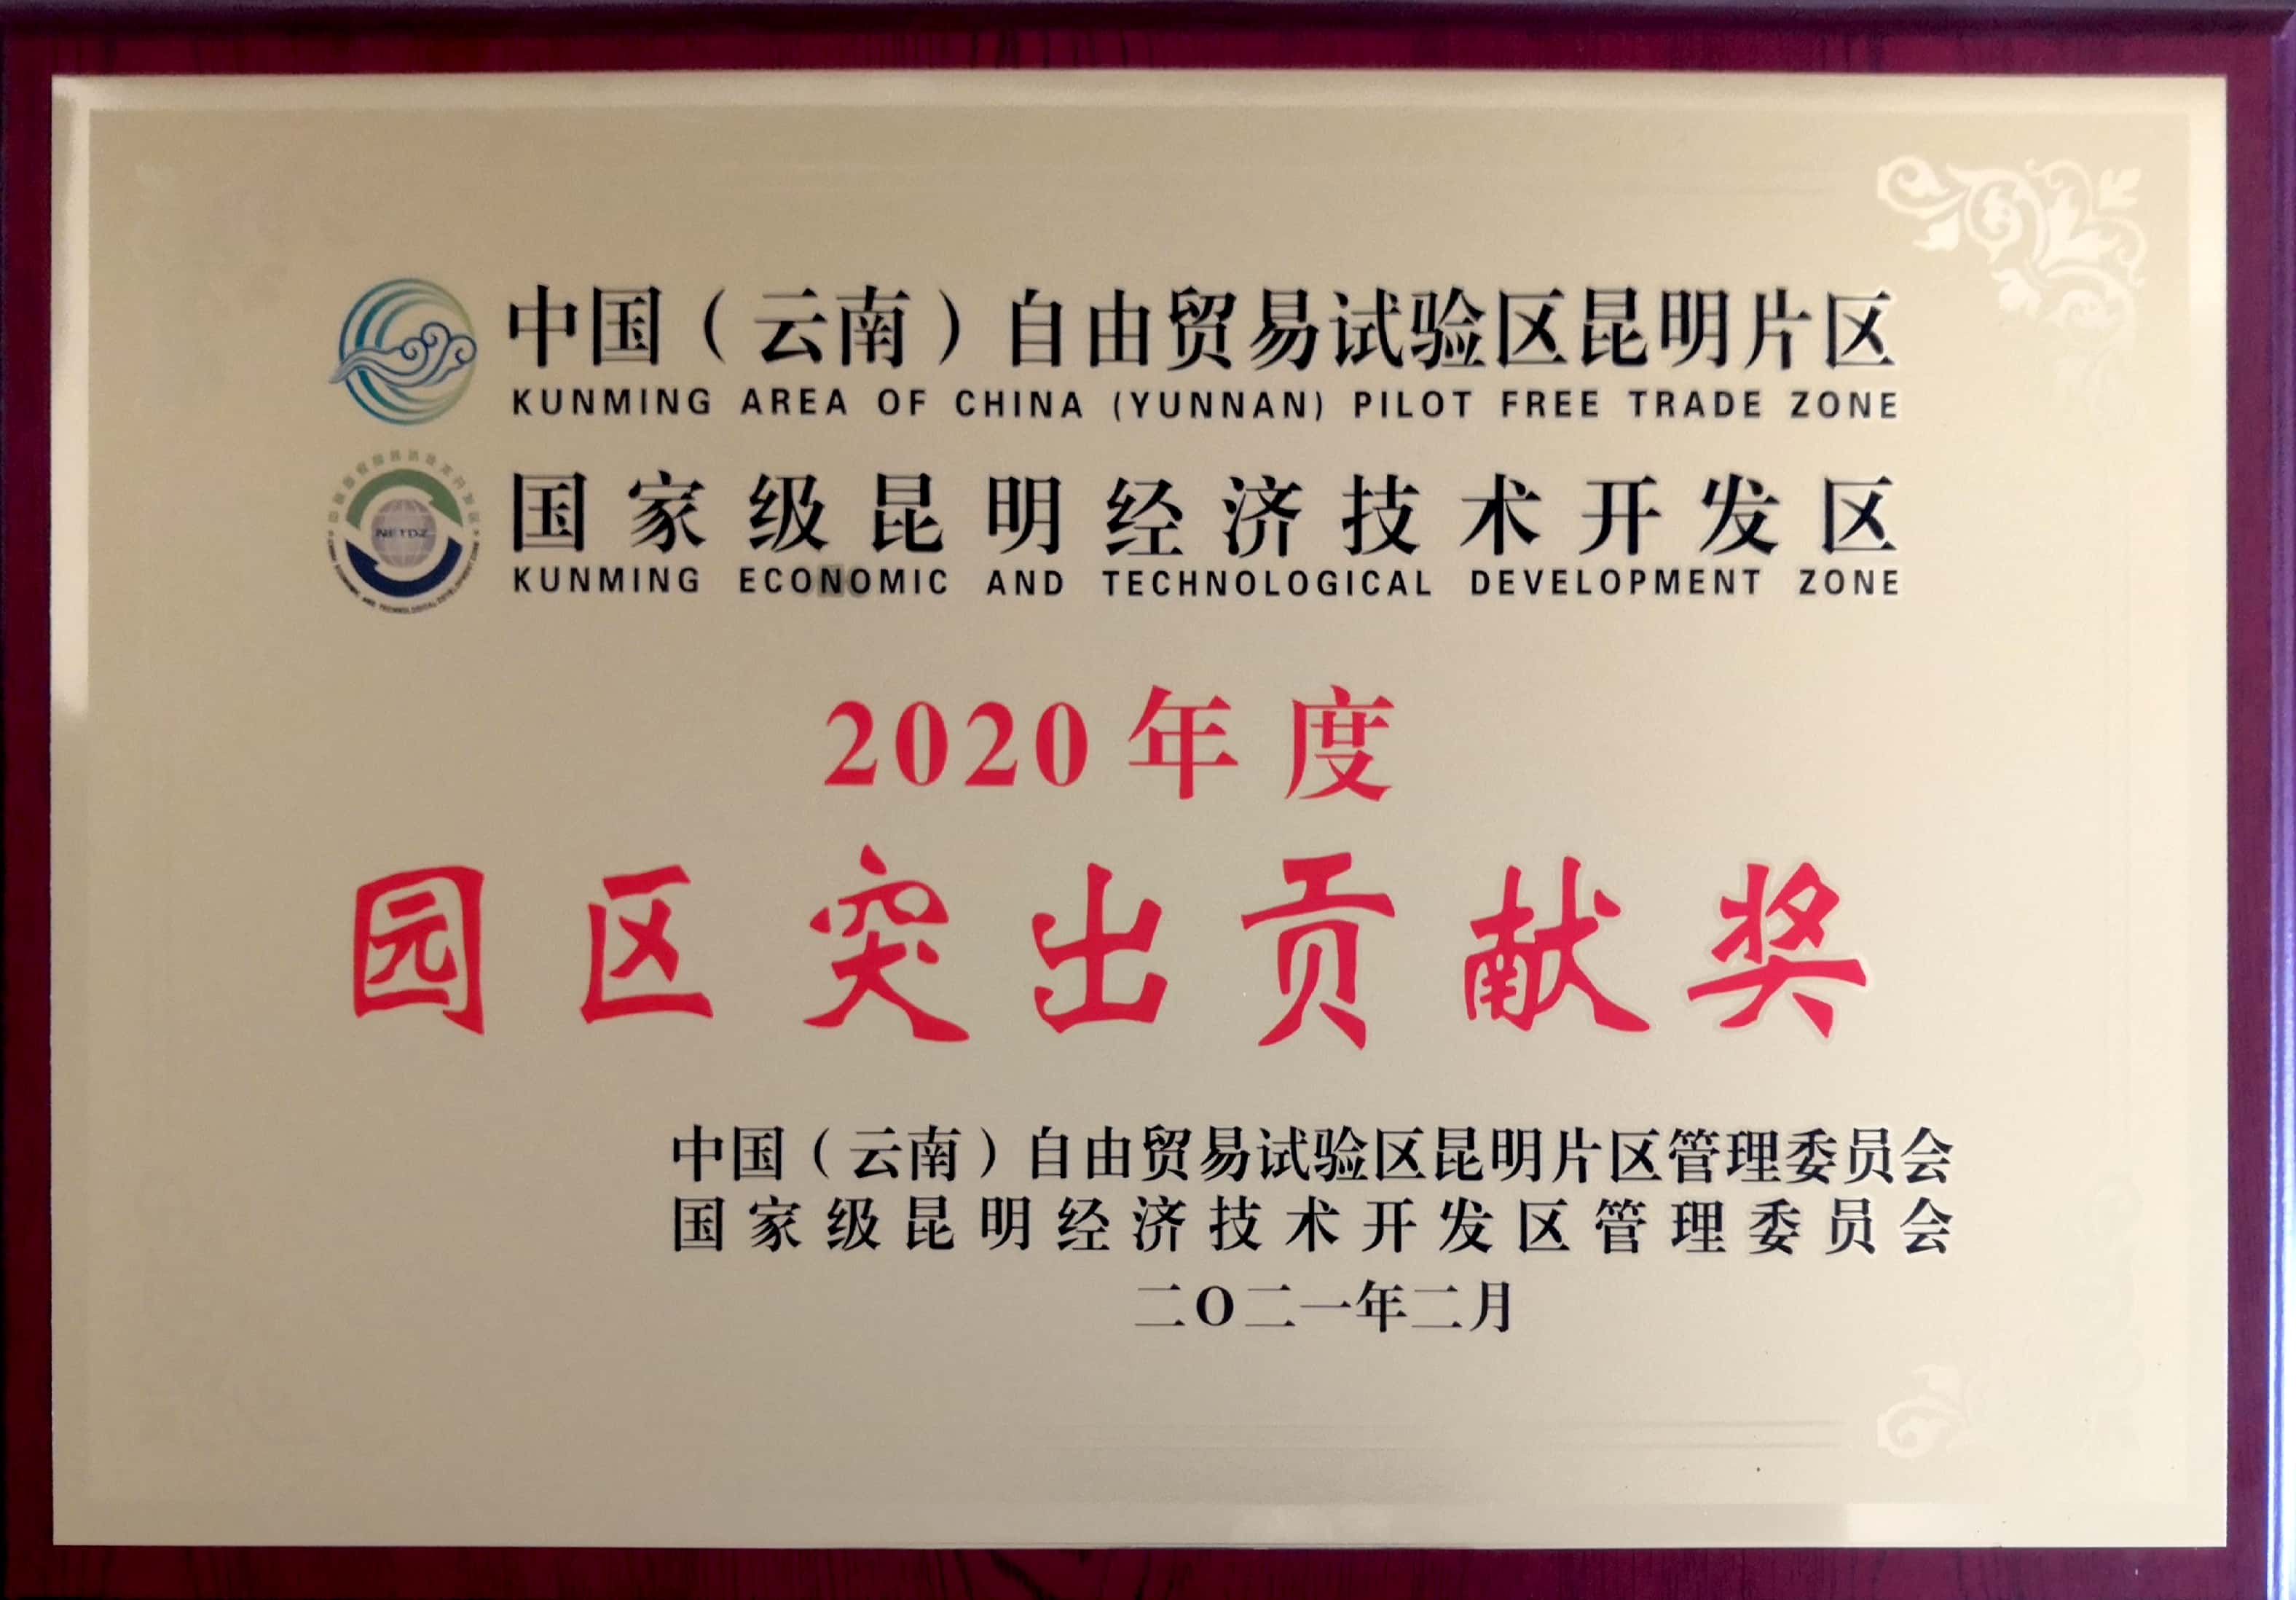 中国（云南）自由贸易试验区昆明片区
KUNMING AREA OF CHINA (YUNNAN) PILOT FREE TRADE ZONE
NETDZ
国家级昆明经济技术开发区
KUNMING ECONOMIC AND TECHNOLOGICAL DEVELOPMENT ZONE
2020年度
园区突出贡献奖
中国（云南）自由贸易试验区昆明片区管理委员会
国家级昆明经济技术开发区管理委员会
二O二一年二月